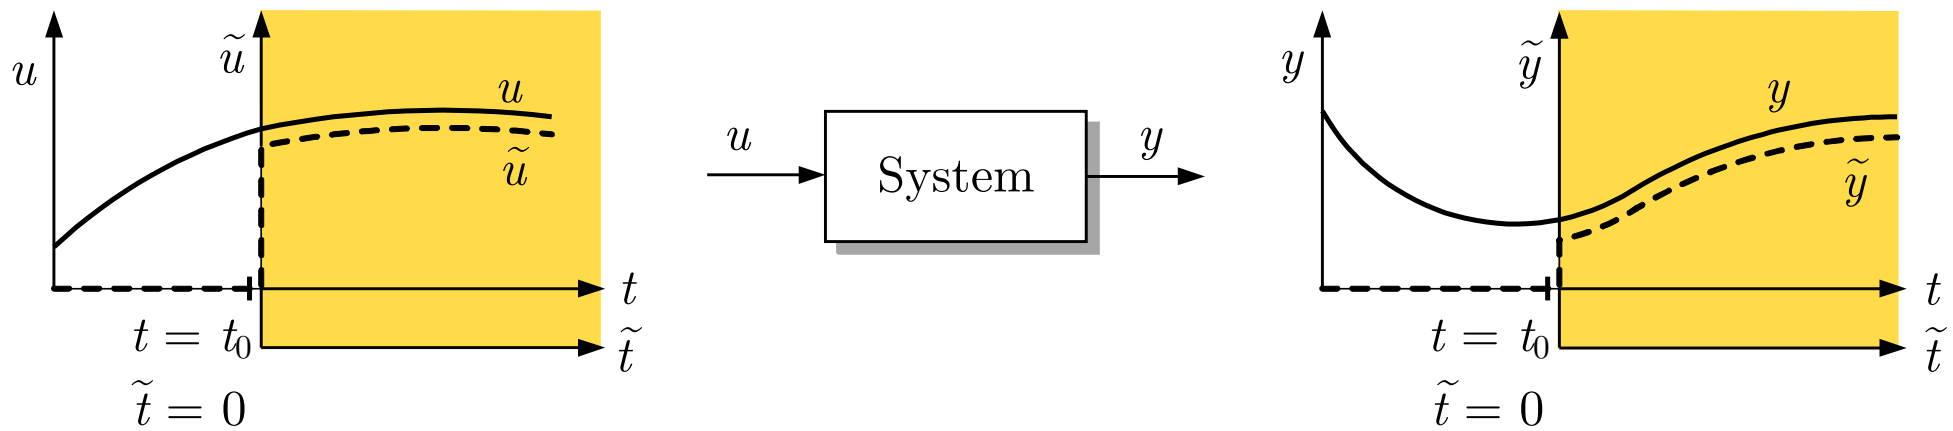 u
ũ
u
ũ
t
t = t₀
t̃
t̃ = 0
u
System
y
y
ỹ
y
ỹ
t
t = t₀
t̃
t̃ = 0